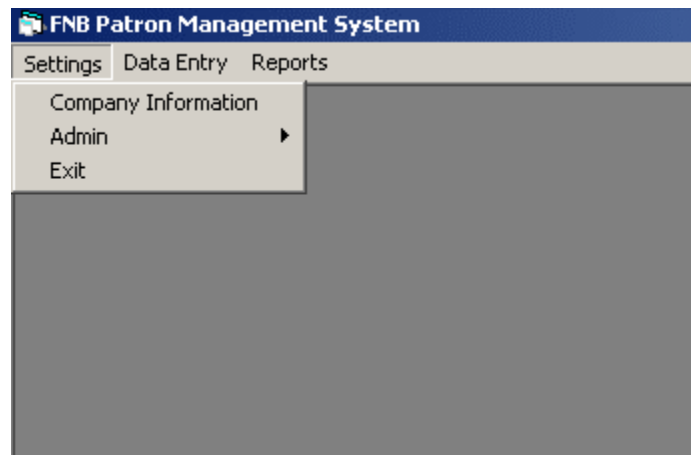 FNB Patron Management System
Settings Data Entry Reports
Company Information
Admin
Exit